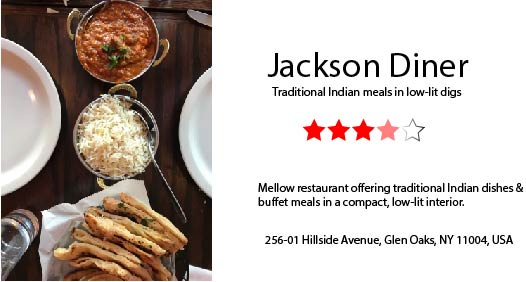 Jackson Diner
Traditional Indian meals in low-lit digs
Mellow restaurant offering traditional Indian dishes &
buffet meals in a compact, low-lit interior.
256-01 Hillside Avenue, Glen Oaks, NY 11004, USA